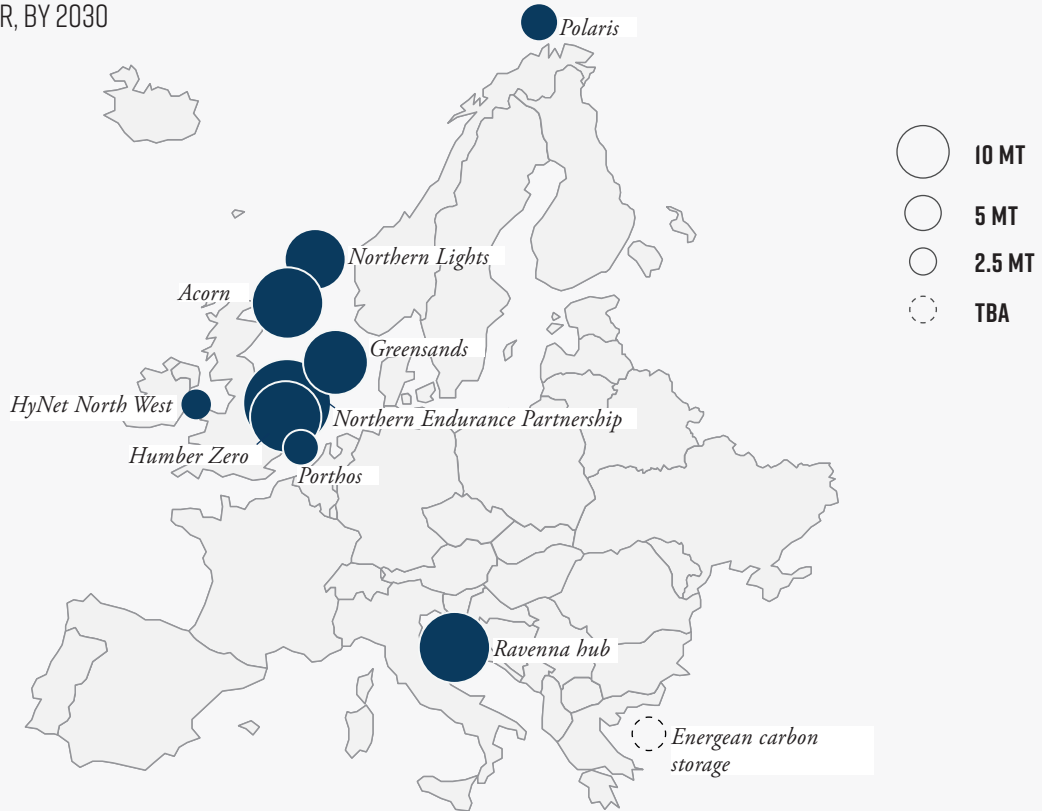 R, BY 2030
Polaris
10 MT
5 MT
2.5 MT
TBA
Northern Lights
Acorn
Greensands
HyNet North West
Northern Endurance Partnership
Humber Zero
Porthos
Ravenna hub
Energean carbon
storage